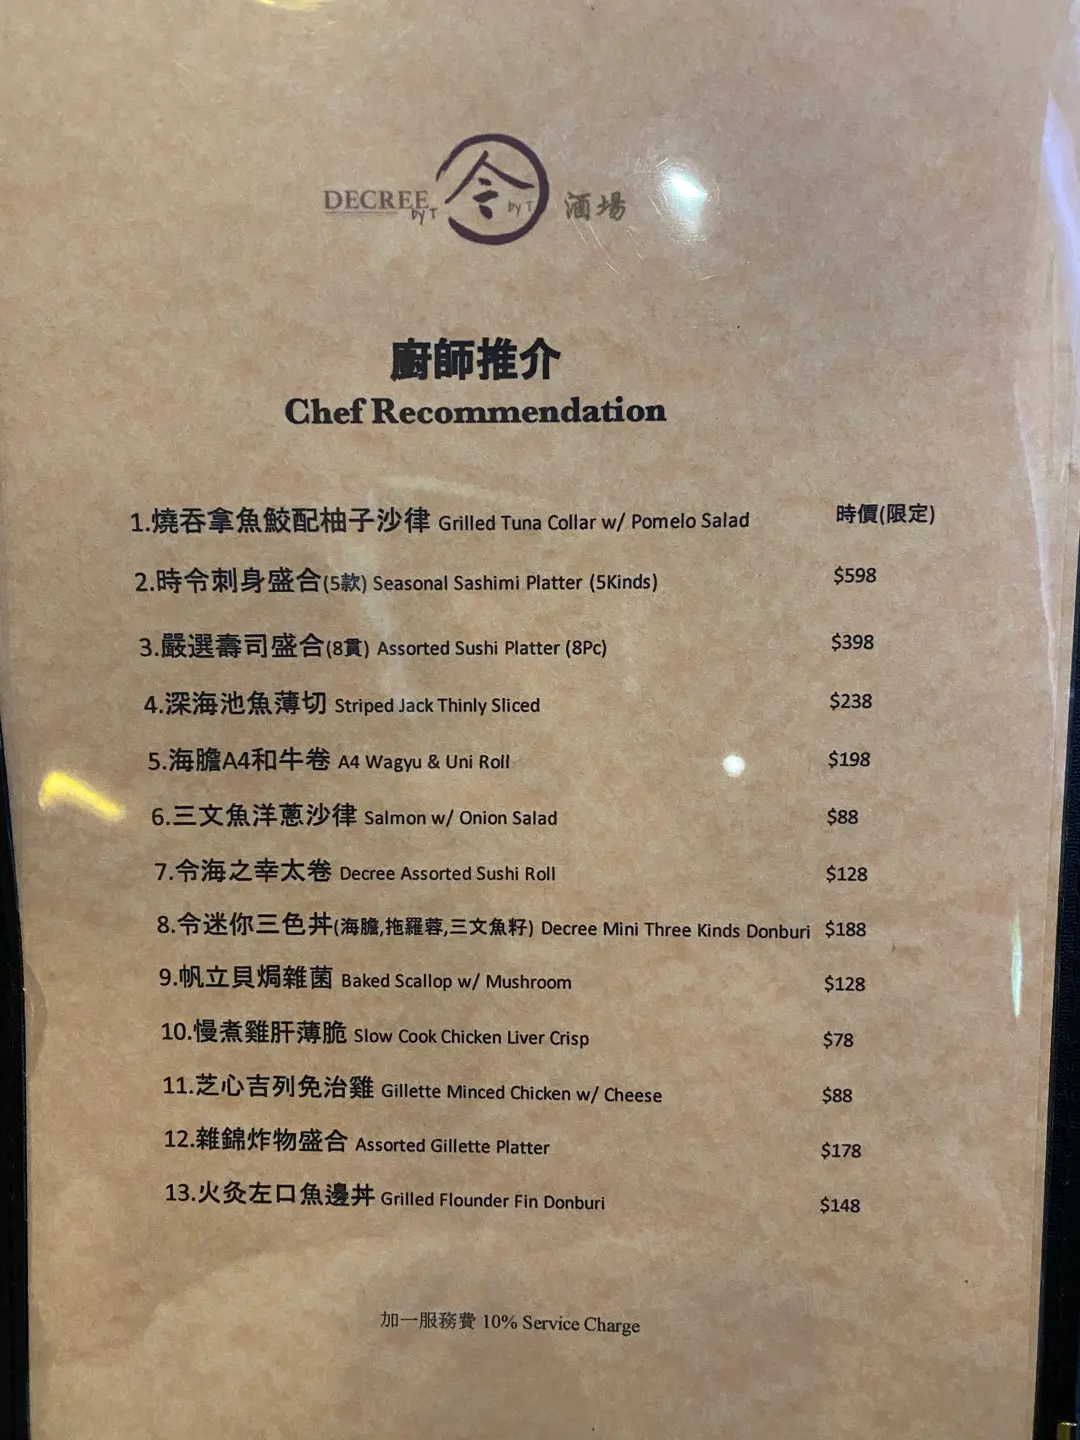 DECREE by T 令 by T 酒場
廚師推介
Chef Recommendation
1.燒吞拿魚鮫配柚子沙律 Grilled Tuna Collar w/ Pomelo Salad 時價(限定)
2.時令刺身盛合(5款) Seasonal Sashimi Platter (5Kinds) $598
3.嚴選壽司盛合(8貫) Assorted Sushi Platter (8Pc) $398
4.深海池魚薄切 Striped Jack Thinly Sliced $238
5.海膽A4和牛卷 A4 Wagyu & Uni Roll $198
6.三文魚洋蔥沙律 Salmon w/ Onion Salad $88
7.令海之幸太卷 Decree Assorted Sushi Roll $128
8.令迷你三色丼(海膽,拖羅蓉,三文魚籽) Decree Mini Three Kinds Donburi $188
9.帆立貝焗雜菌 Baked Scallop w/ Mushroom $128
10.慢煮雞肝薄脆 Slow Cook Chicken Liver Crisp $78
11.芝心吉列免治雞 Gillette Minced Chicken w/ Cheese $88
12.雜錦炸物盛合 Assorted Gillette Platter $178
13.火灸左口魚邊丼 Grilled Flounder Fin Donburi $148
加一服務費 10% Service Charge